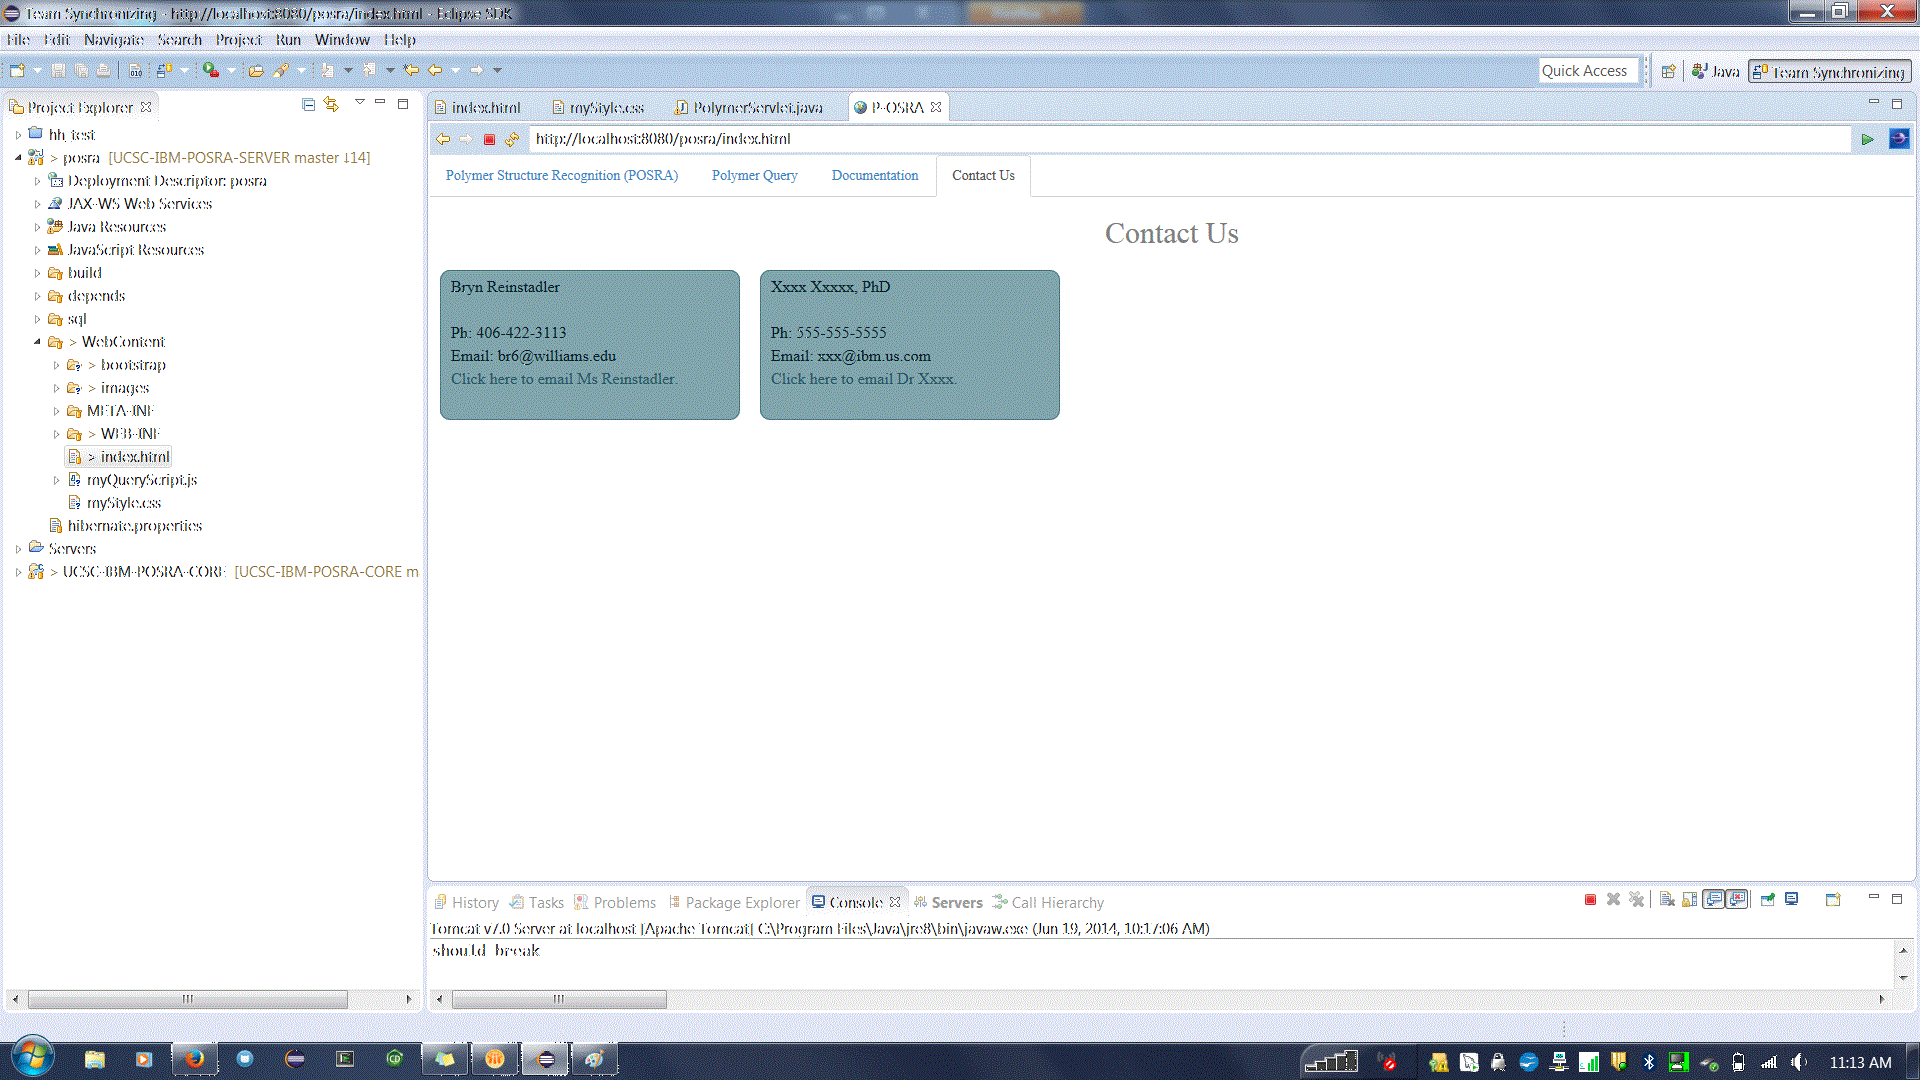 Team Synchronizing - http://localhost:8080/posra/index.html - Eclipse SDK
File Edit Navigate Search Project Run Window Help
Quick Access
Java
Team Synchronizing
Project Explorer
hh_test
> posra [UCSC-IBM-POSRA-SERVER master ↓14]
Deployment Descriptor: posra
JAX-WS Web Services
Java Resources
JavaScript Resources
build
depends
sql
> WebContent
> bootstrap
> images
META-INF
> WEB-INF
> index.html
myQueryScript.js
myStyle.css
hibernate.properties
Servers
> UCSC-IBM-POSRA-CORE [UCSC-IBM-POSRA-CORE m
index.html
myStyle.css
PolymerServlet.java
P-OSRA
http://localhost:8080/posra/index.html
Polymer Structure Recognition (POSRA)
Polymer Query
Documentation
Contact Us
Contact Us
Bryn Reinstadler
Ph: 406-422-3113
Email: br6@williams.edu
Click here to email Ms Reinstadler.
Xxxx Xxxxx, PhD
Ph: 555-555-5555
Email: xxx@ibm.us.com
Click here to email Dr Xxxx.
History
Tasks
Problems
Package Explorer
Console
Servers
Call Hierarchy
Tomcat v7.0 Server at localhost [Apache Tomcat] C:\Program Files\Java\jre8\bin\javaw.exe (Jun 19, 2014, 10:17:06 AM)
should break
11:13 AM